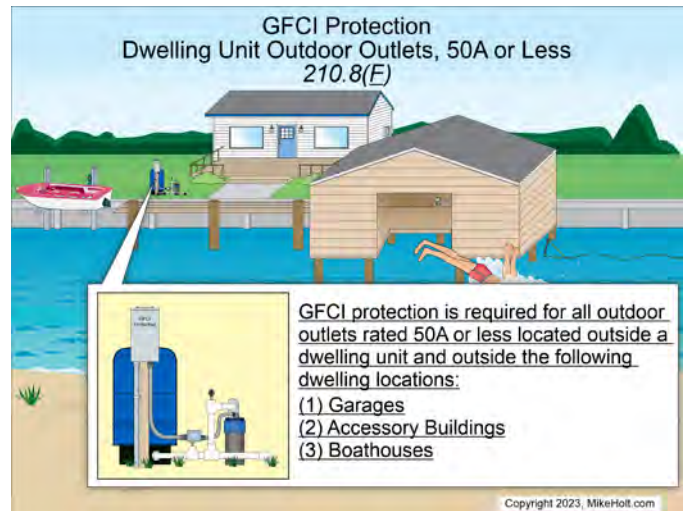 GFCI Protection
Dwelling Unit Outdoor Outlets, 50A or Less
210.8(F)
GFCI
Protection
GFCI protection is required for all outdoor
outlets rated 50A or less located outside a
dwelling unit and outside the following
dwelling locations:
(1) Garages
(2) Accessory Buildings
(3) Boathouses
Copyright 2023, MikeHolt.com